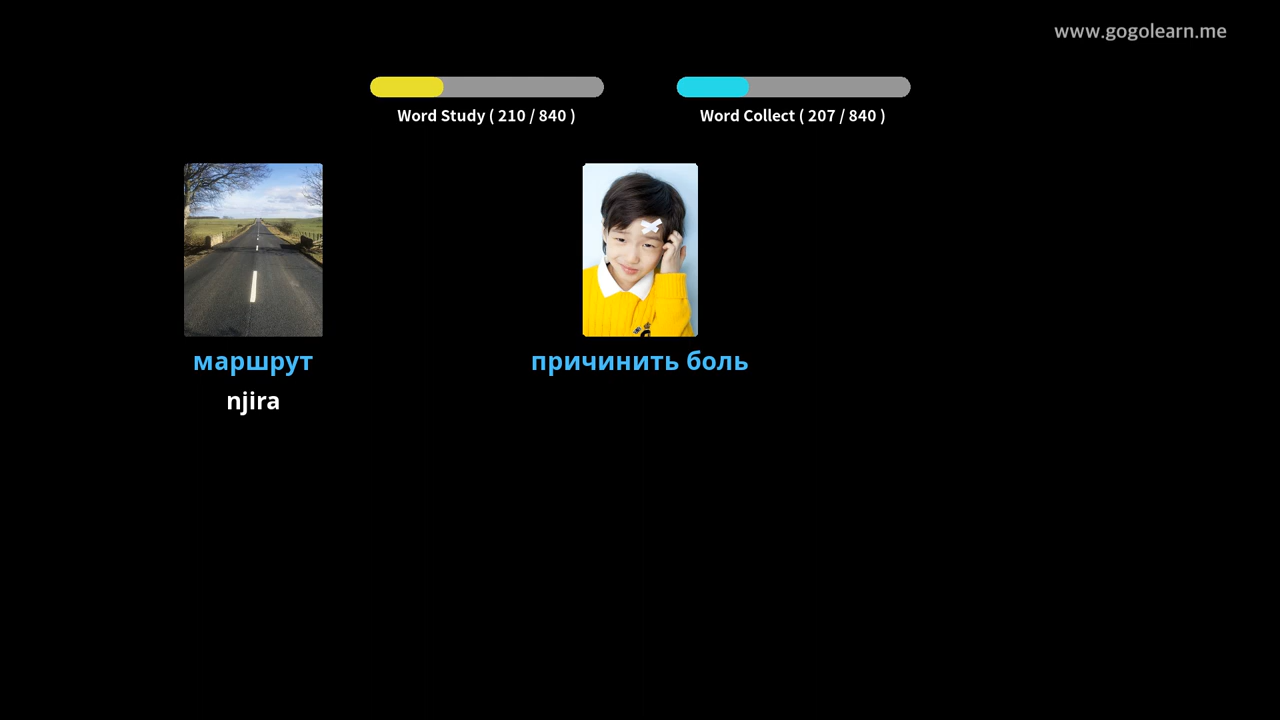 www.gogolearn.me
Word Study ( 210 / 840 )
Word Collect ( 207 / 840 )
маршрут
причинить боль
njira